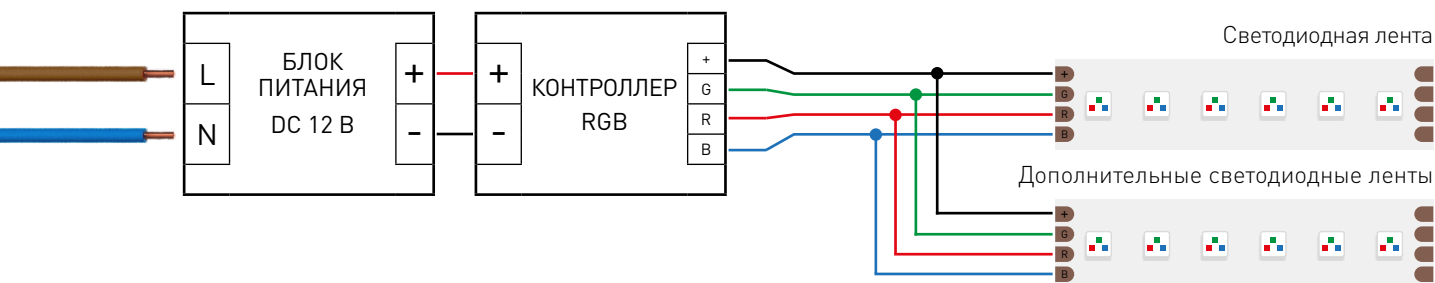 Светодиодная лента
L
N
БЛОК
ПИТАНИЯ
DC 12 В
+
-
+
-
КОНТРОЛЛЕР
RGB
+
G
R
B
+
G
R
B
Дополнительные светодиодные ленты
+
G
R
B